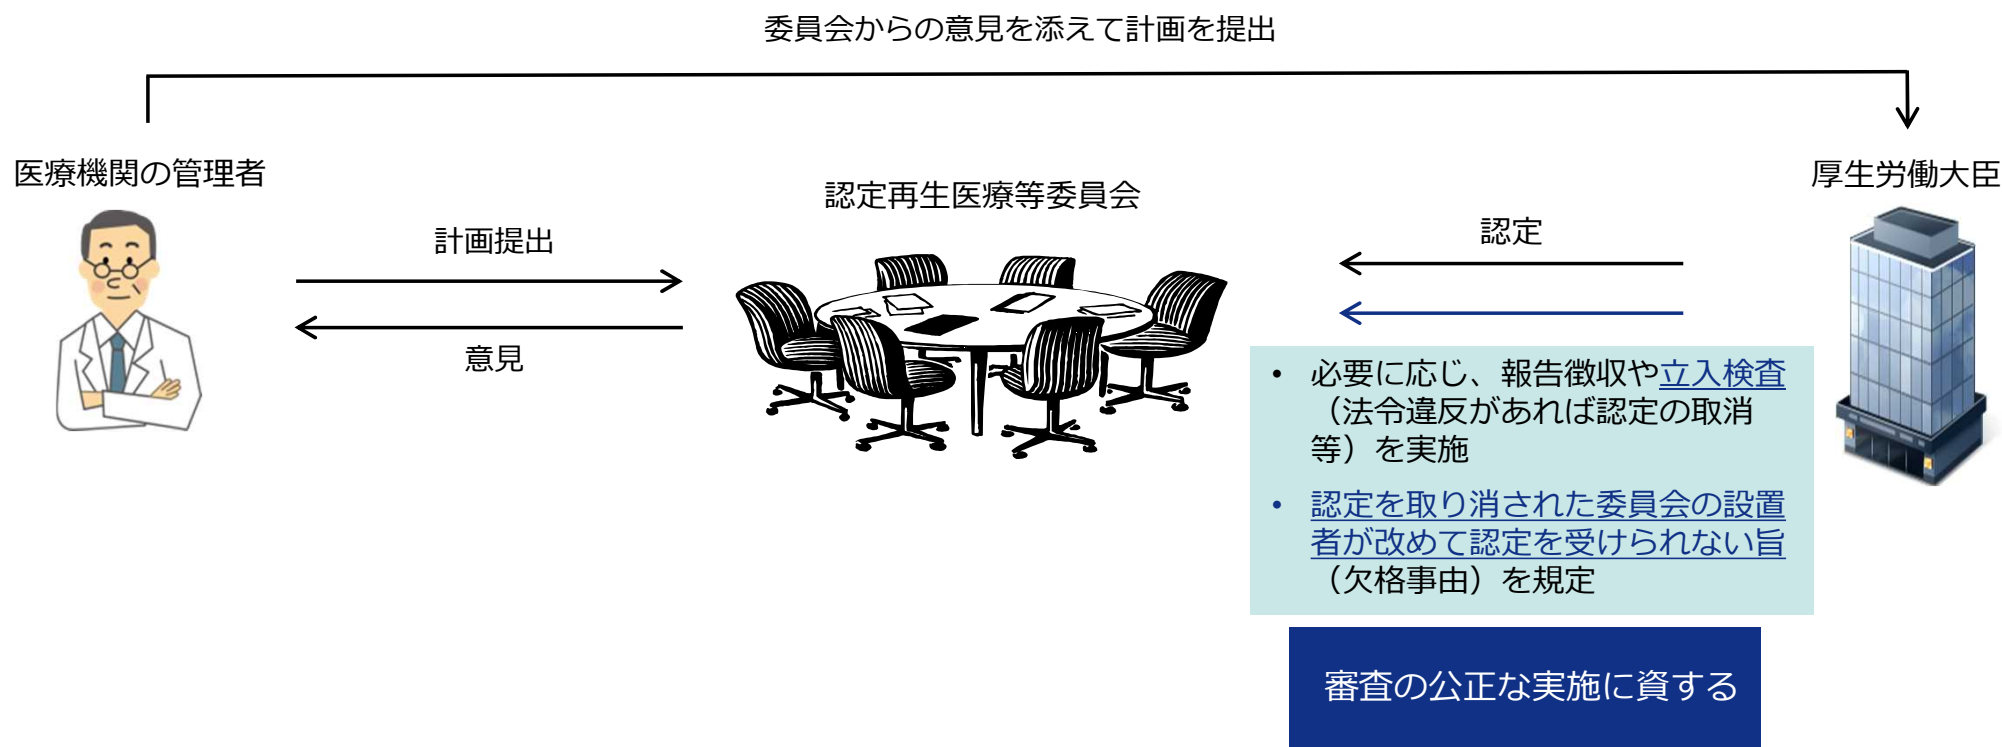 委員会からの意見を添えて計画を提出
医療機関の管理者
認定再生医療等委員会
厚生労働大臣
計画提出
意見
認定
• 必要に応じ、報告徴収や立入検査
（法令違反があれば認定の取消
等）を実施
• 認定を取り消された委員会の設置
者が改めて認定を受けられない旨
（欠格事由）を規定
審査の公正な実施に資する